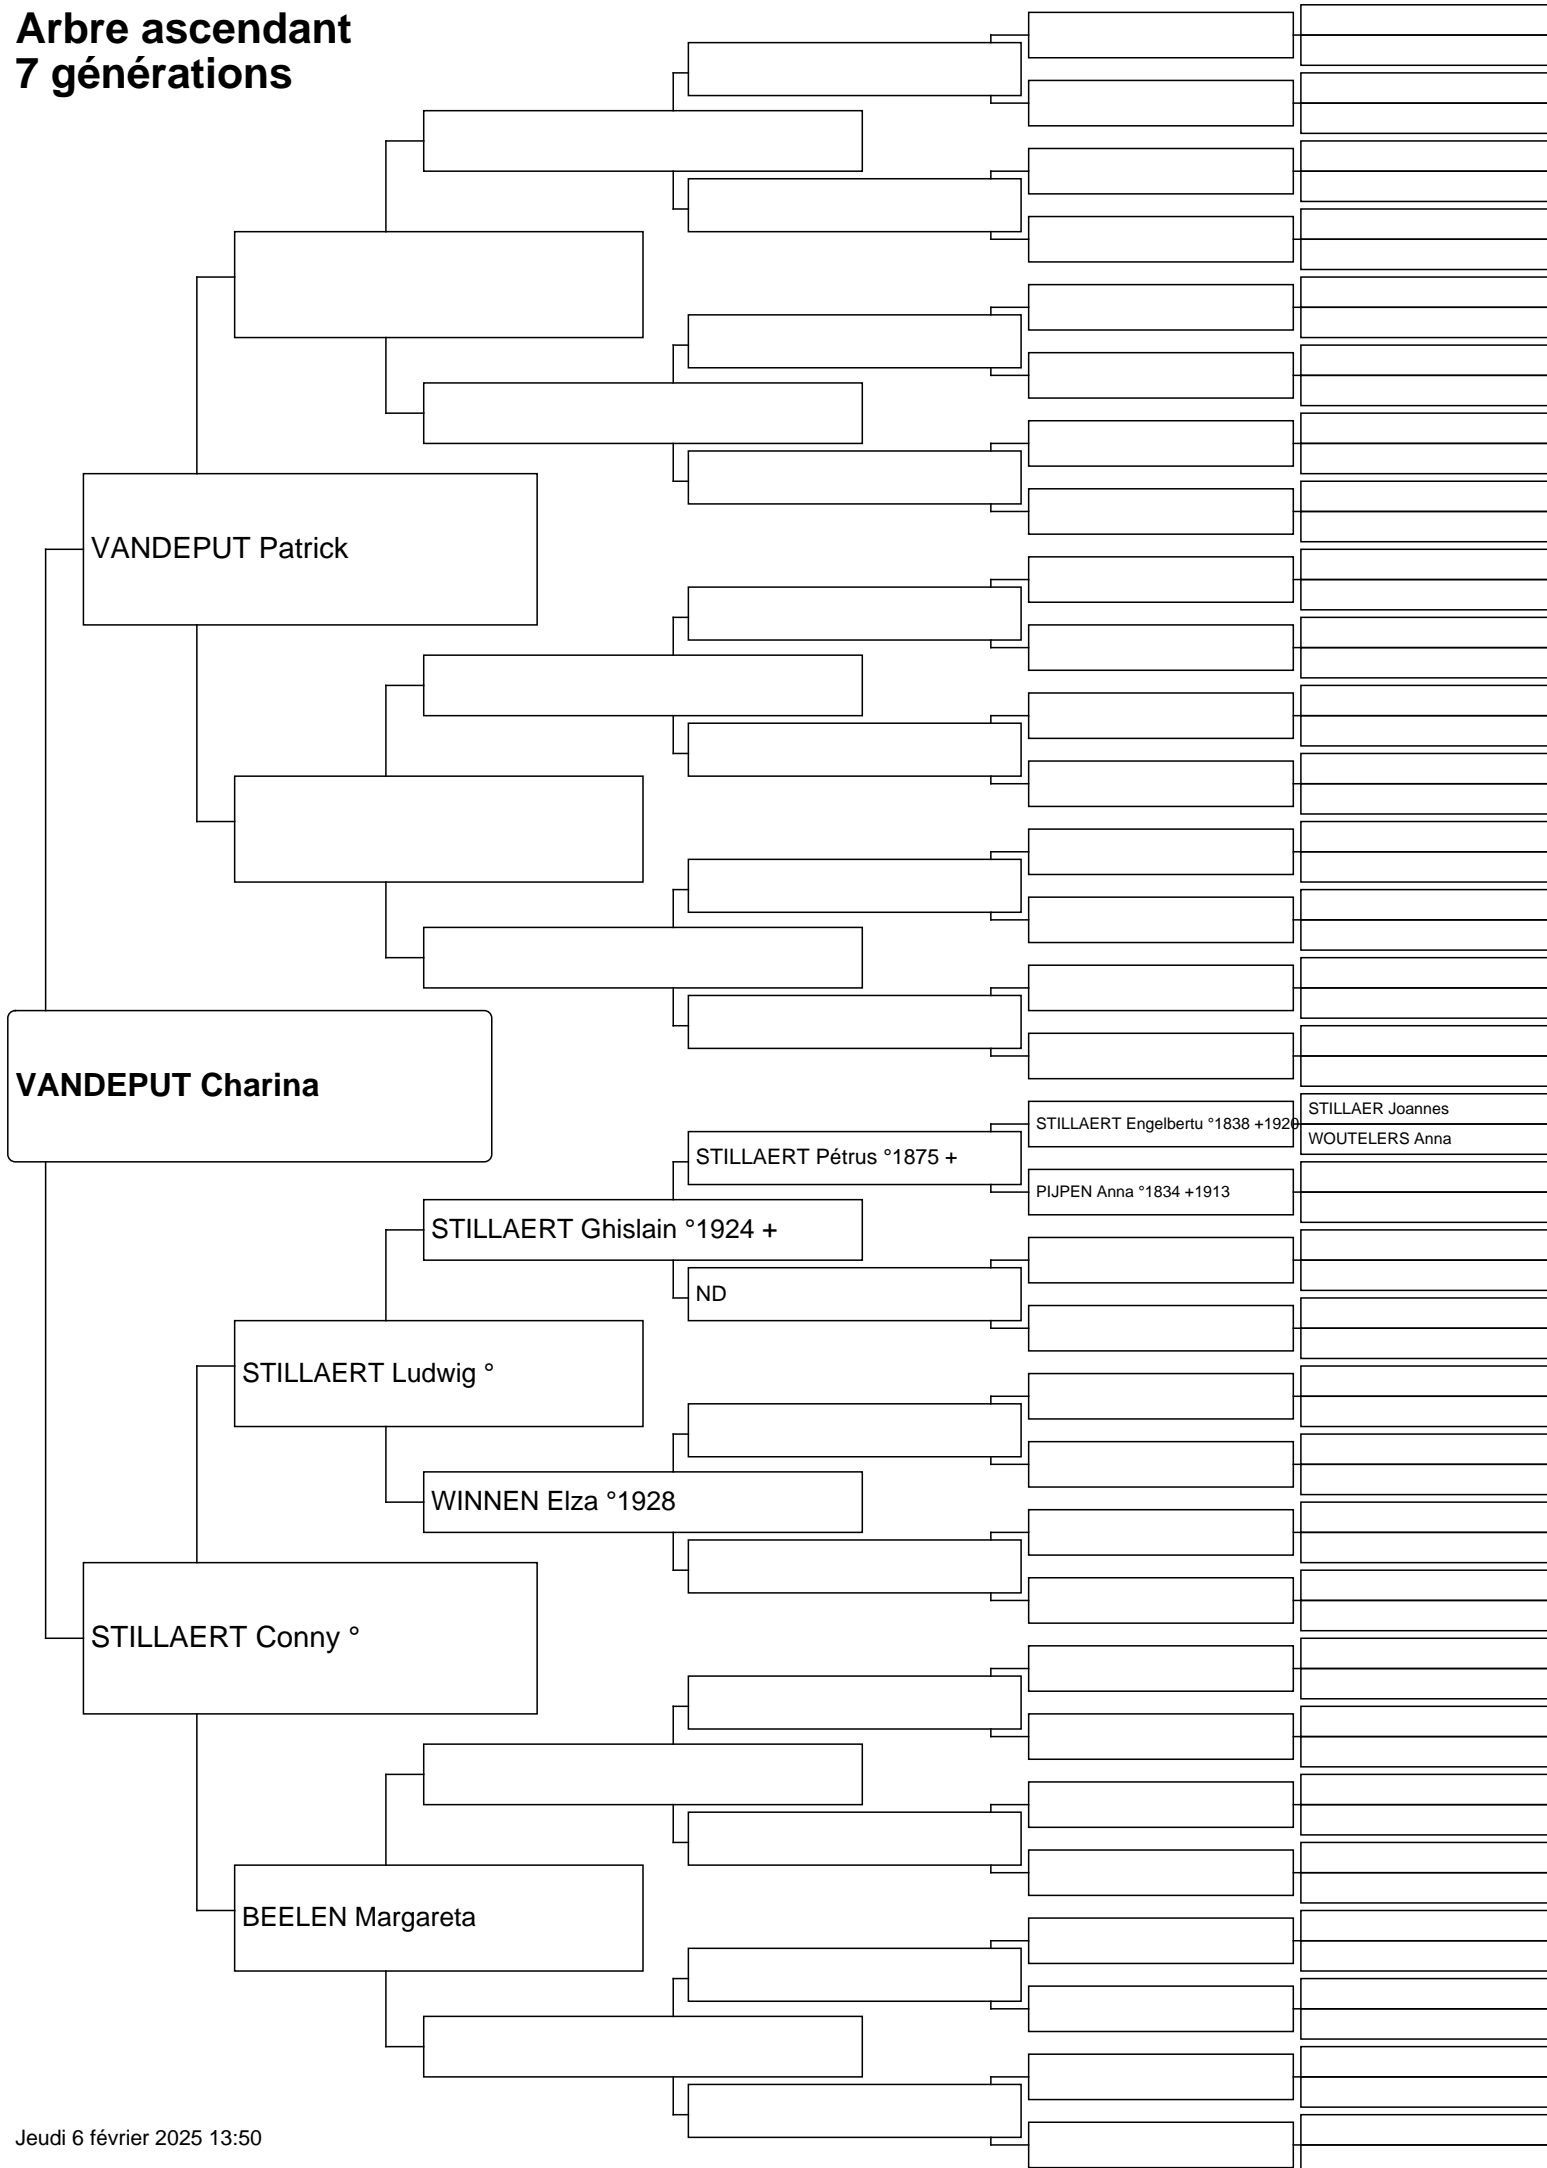 Arbre ascendant
7 générations
VANDEPUT Patrick
VANDEPUT Charina
STILLAER Joannes
STILLAERT Engelbertu °1838 +1920
WOUTELERS Anna
STILLAERT Pétrus °1875 +
PIJPEN Anna °1834 +1913
STILLAERT Ghislain °1924 +
ND
STILLAERT Ludwig °
WINNEN Elza °1928
STILLAERT Conny °
BEELEN Margareta
Jeudi 6 février 2025 13:50